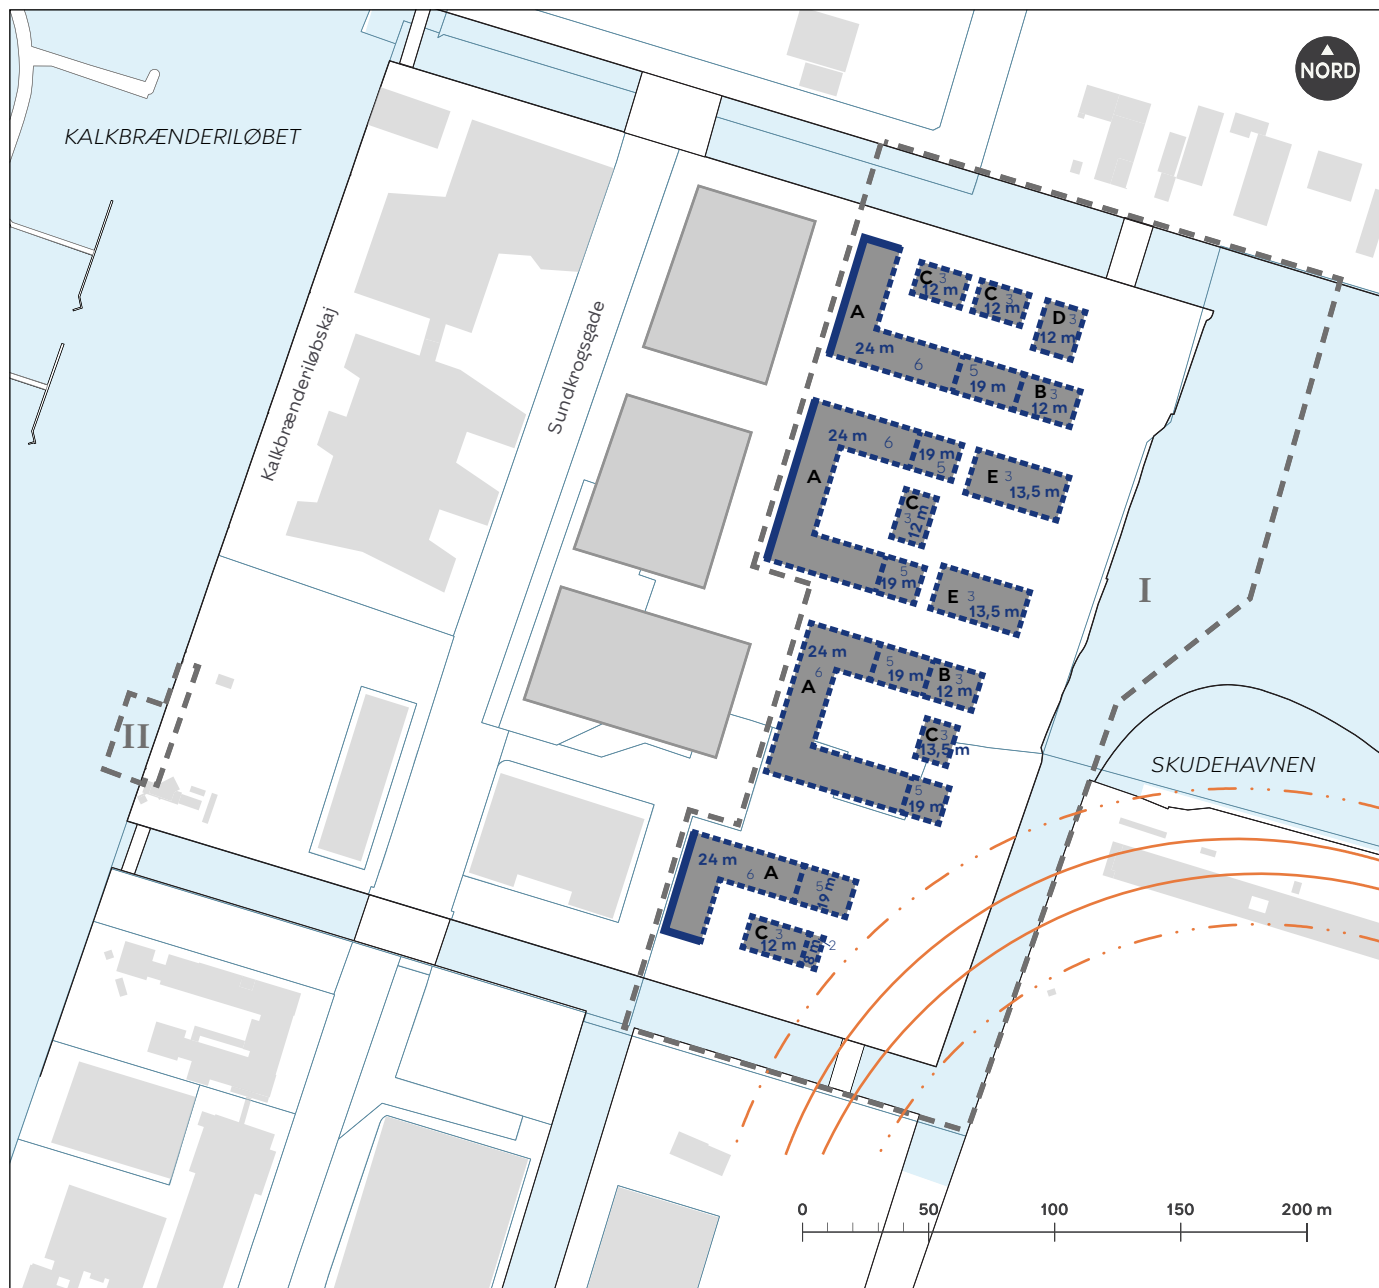 NORD
KALKBRÆNDERILØBET
Kalkbrænderiløbskaj
Sundkrogsgade
C 3
12 m
C 3
12 m
D 3
12 m
A
24 m
6
5
19 m
B 3
12 m
24 m 6
19 m
5
A
E 3
13,5 m
C
3
12 m
5
19 m
E 3
13,5 m
I
24 m
6
A
5
19 m
B 3
12 m
C 3
13,5 m
5
19 m
II
SKUDEHAVNEN
24 m
6 A
5
19 m
C 3
12 m
8 m
2
0 50 100 150 200 m